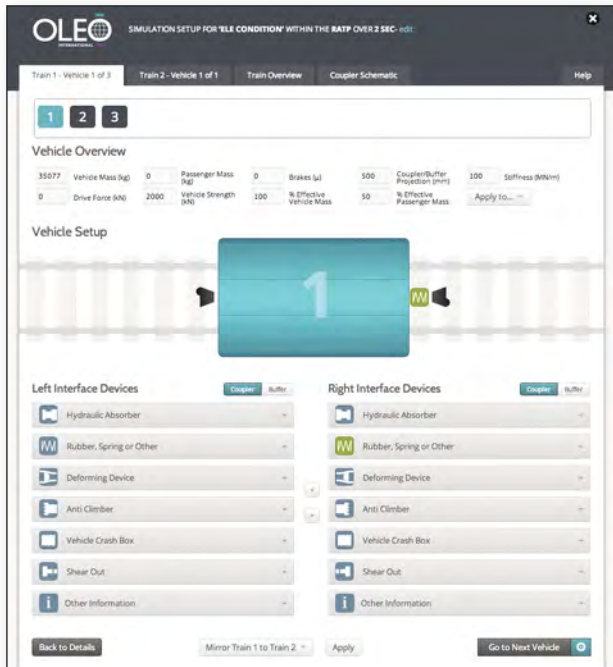 OLEO
INTERNATIONAL
SIMULATION SETUP FOR 'ELE CONDITION' WITHIN THE RATP OVER 2 SEC- edit
Train 1 - Vehicle 1 of 3 Train 2 - Vehicle 1 of 1 Train Overview Coupler Schematic Help
1 2 3
Vehicle Overview
35077 Vehicle Mass (kg) 0 Passenger Mass (kg) 0 Brakes (µ) 500 Coupler/Buffer Projection (mm) 100 Stiffness (MN/m)
0 Drive Force (kN) 2000 Vehicle Strength (kN) 100 % Effective Vehicle Mass 50 % Effective Passenger Mass Apply to...
Vehicle Setup
1
Left Interface Devices Coupler Buffer Right Interface Devices Coupler Buffer
Hydraulic Absorber Hydraulic Absorber
Rubber, Spring or Other Rubber, Spring or Other
Deforming Device Deforming Device
Anti Climber Anti Climber
Vehicle Crash Box Vehicle Crash Box
Shear Out Shear Out
Other Information Other Information
Back to Details Mirror Train 1 to Train 2 Apply Go to Next Vehicle